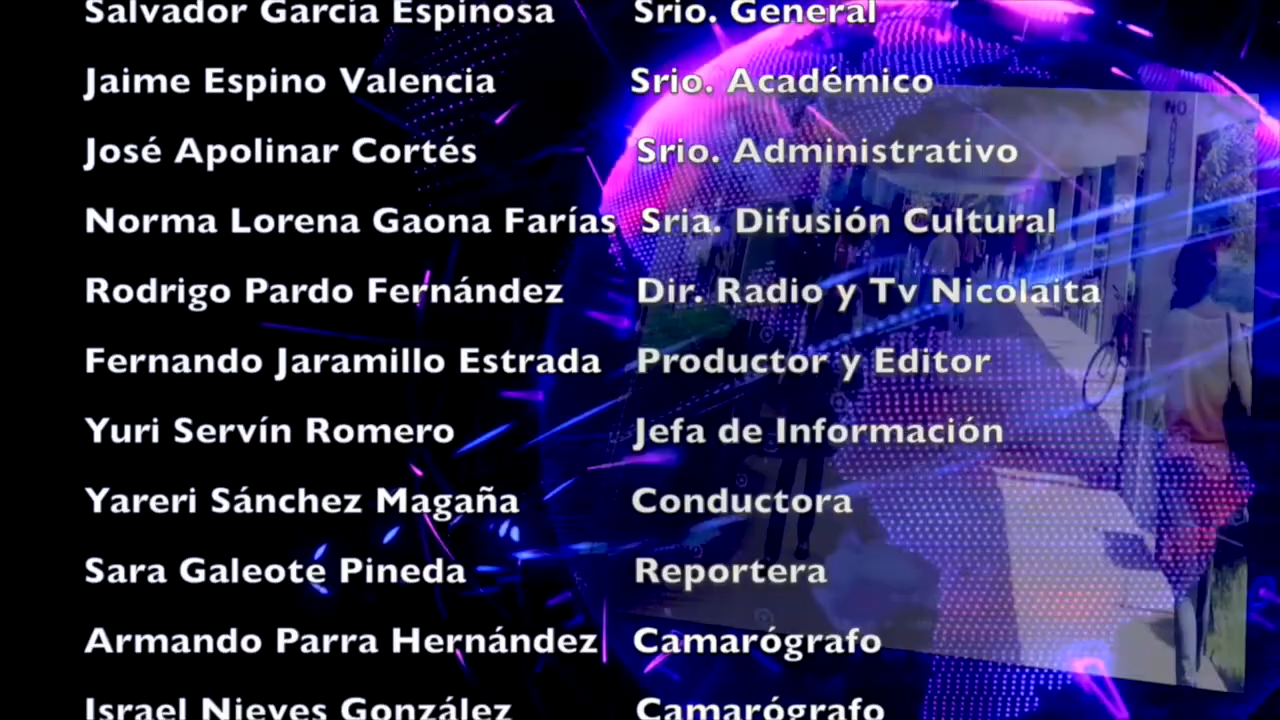 Salvador García Espinosa Srio. General
Jaime Espino Valencia Srio. Académico
José Apolinar Cortés Srio. Administrativo
Norma Lorena Gaona Farías Sria. Difusión Cultural
Rodrigo Pardo Fernández Dir. Radio y Tv Nicolaita
Fernando Jaramillo Estrada Productor y Editor
Yuri Servín Romero Jefa de Información
Yareri Sánchez Magaña Conductora
Sara Galeote Pineda Reportera
Armando Parra Hernández Camarógrafo
Israel Nieves González Camarógrafo
NO